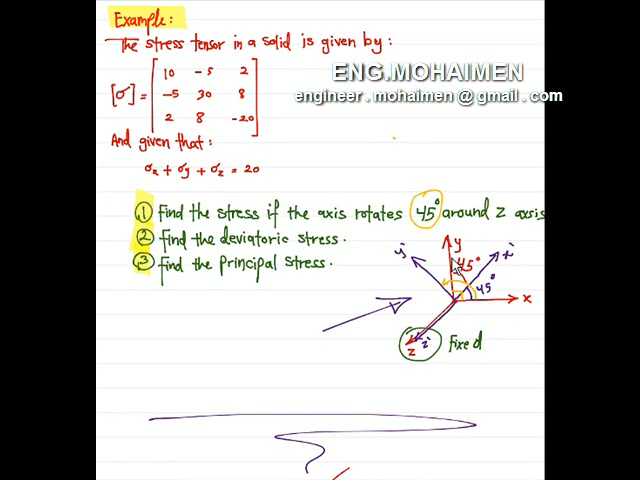 Example:
The stress tensor in a solid is given by:
[σ] = [ 10 -5 2
-5 30 8
2 8 -20 ]
ENG.MOHAIMEN
engineer . mohaimen @ gmail . com
And given that:
σx + σy + σz = 20
① Find the stress if the axis rotates 45° around z axsis
② find the deviatoric stress.
③ Find the principal stress.
y
45°
45°
x
z
Fixed